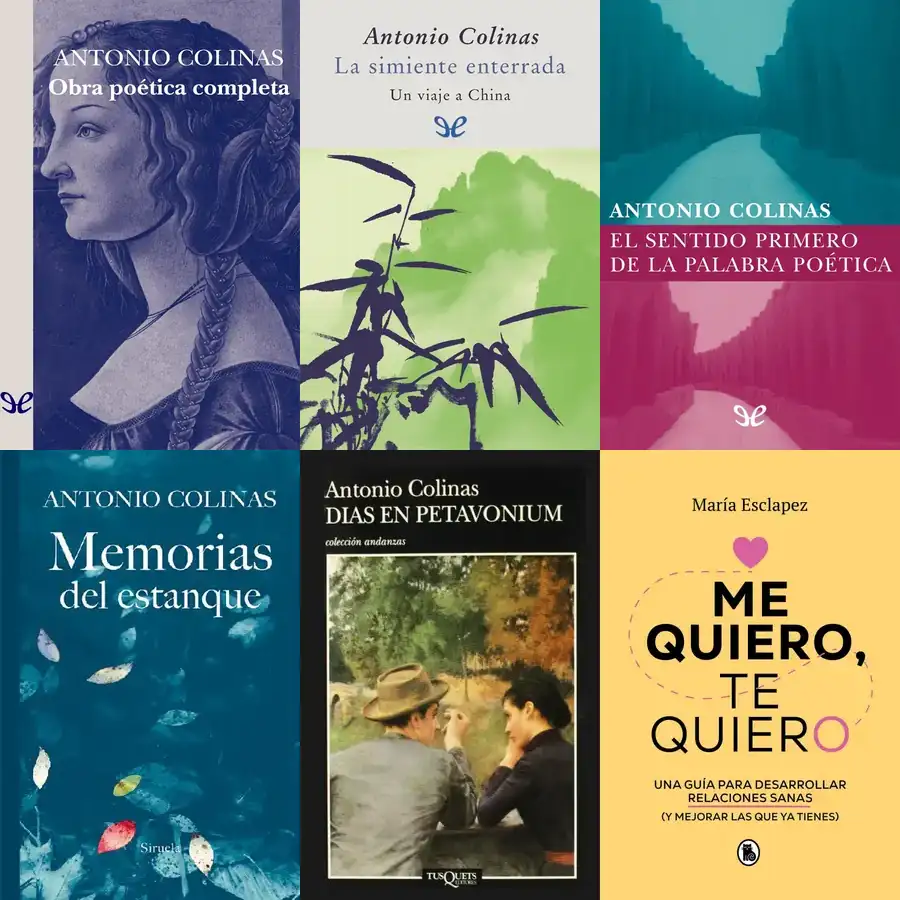 ANTONIO COLINAS
Obra poética completa
Antonio Colinas
La simiente enterrada
Un viaje a China
ANTONIO COLINAS
EL SENTIDO PRIMERO
DE LA PALABRA POÉTICA
ANTONIO COLINAS
Memorias
del estanque
Siruela
Antonio Colinas
DIAS EN PETAVONIUM
colección andanzas
TUSQUETS
EDITORES
María Esclapez
ME
QUIERO,
TE
QUIERO
UNA GUÍA PARA DESARROLLAR
RELACIONES SANAS
(Y MEJORAR LAS QUE YA TIENES)